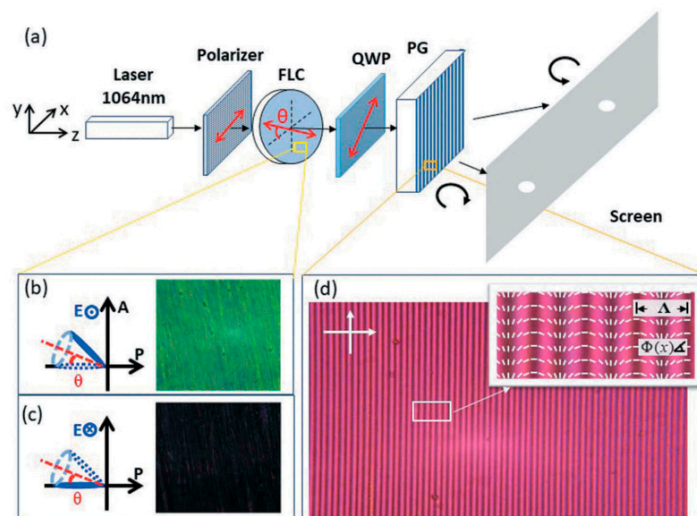 (a)
Laser
1064nm
Polarizer
FLC
QWP
PG
y
x
z
θ
Screen
(b)
E
A
P
θ
(c)
E
A
P
θ
(d)
Λ
Φ(x)∡